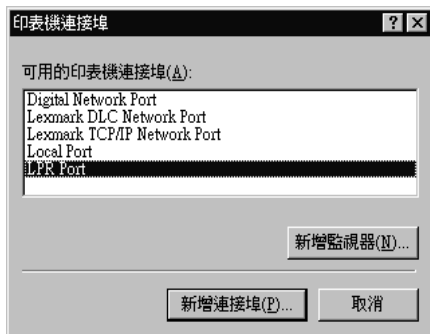 印表機連接埠
可用的印表機連接埠(A):
Digital Network Port
Lexmark DLC Network Port
Lexmark TCP/IP Network Port
Local Port
LPR Port
新增監視器(N)...
新增連接埠(P)...
取消